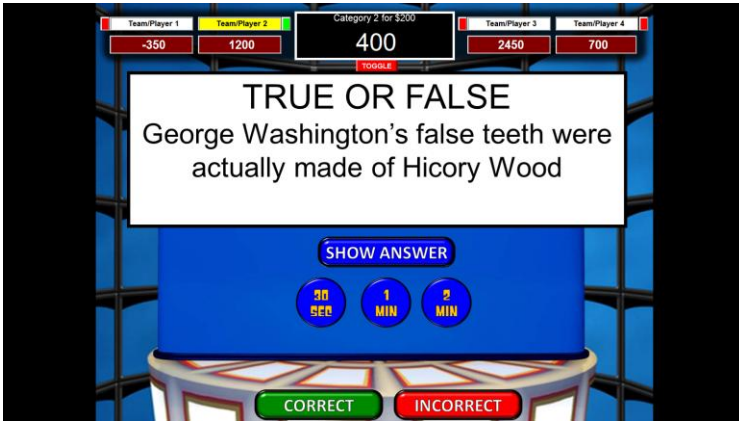 Team/Player 1
Team/Player 2
Category 2 for $200
Team/Player 3
Team/Player 4
-350
1200
400
2450
700
TOGGLE
TRUE OR FALSE
George Washington’s false teeth were
actually made of Hicory Wood
SHOW ANSWER
30
SEC
1
MIN
2
MIN
CORRECT
INCORRECT